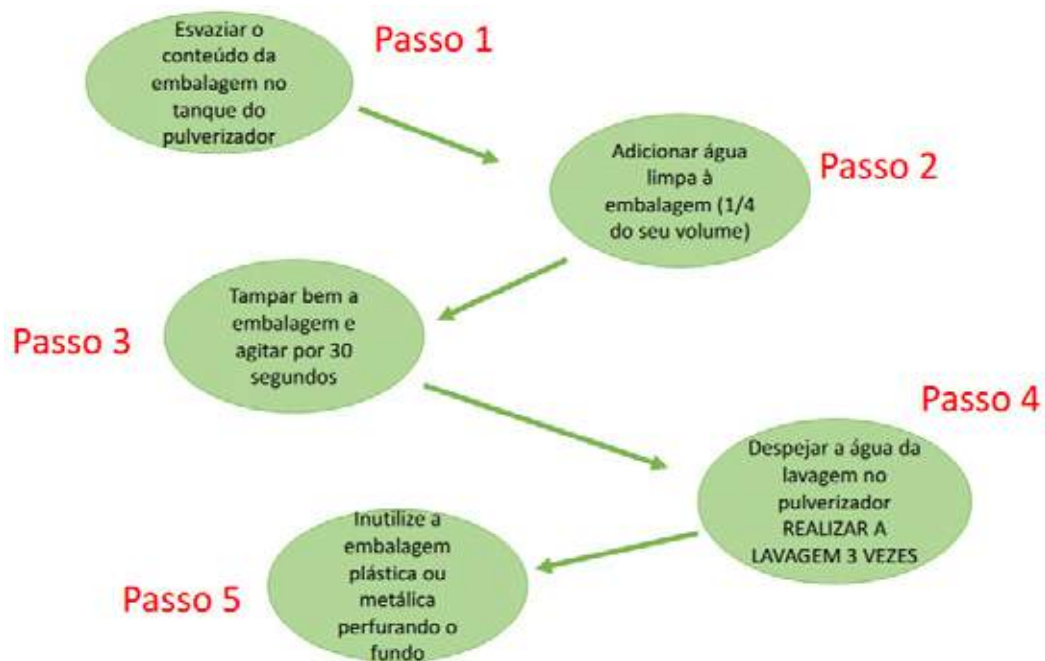 Passo 1
Esvaziar o
conteúdo da
embalagem no
tanque do
pulverizador
Passo 2
Adicionar água
limpa à
embalagem (1/4
do seu volume)
Passo 3
Tampar bem a
embalagem e
agitar por 30
segundos
Passo 4
Despejar a água da
lavagem no
pulverizador
REALIZAR A
LAVAGEM 3 VEZES
Passo 5
Inutilize a
embalagem
plástica ou
metálica
perfurando o
fundo